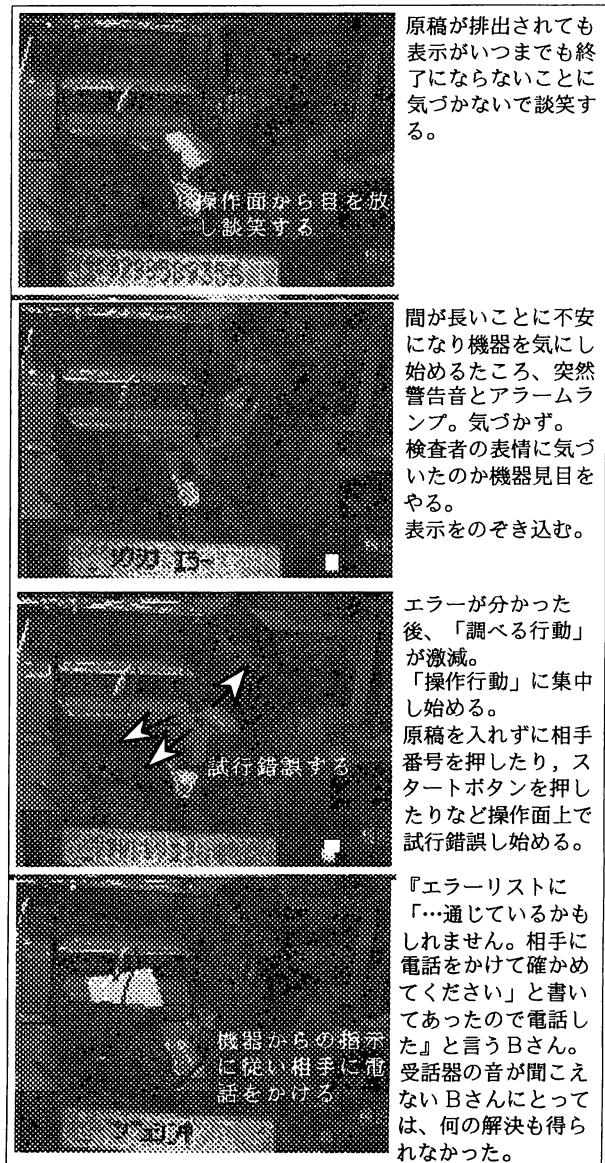 原稿が排出されても
表示がいつまでも終
了にならないことに
気づかないで談笑す
る。
操作面から目を放
し談笑する
間が長いことに不安
になり機器を気にし
始めるたころ、突然
警告音とアラームラ
ンプ。気づかず。
検査者の表情に気づ
いたのか機器見目を
やる。
表示をのぞき込む。
ソウシン エラー
エラーが分かった
後、「調べる行動」
が激減。
「操作行動」に集中
し始める。
原稿を入れずに相手
番号を押したり，ス
タートボタンを押し
たりなど操作面上で
試行錯誤し始める。
試行錯誤する
『エラーリストに
「…通じているかも
しれません。相手に
電話をかけて確かめ
てください」と書い
てあったので電話し
た』と言うBさん。
受話器の音が聞こえ
ないBさんにとって
は、何の解決も得ら
れなかった。
機器からの指示
に従い相手に電
話をかける